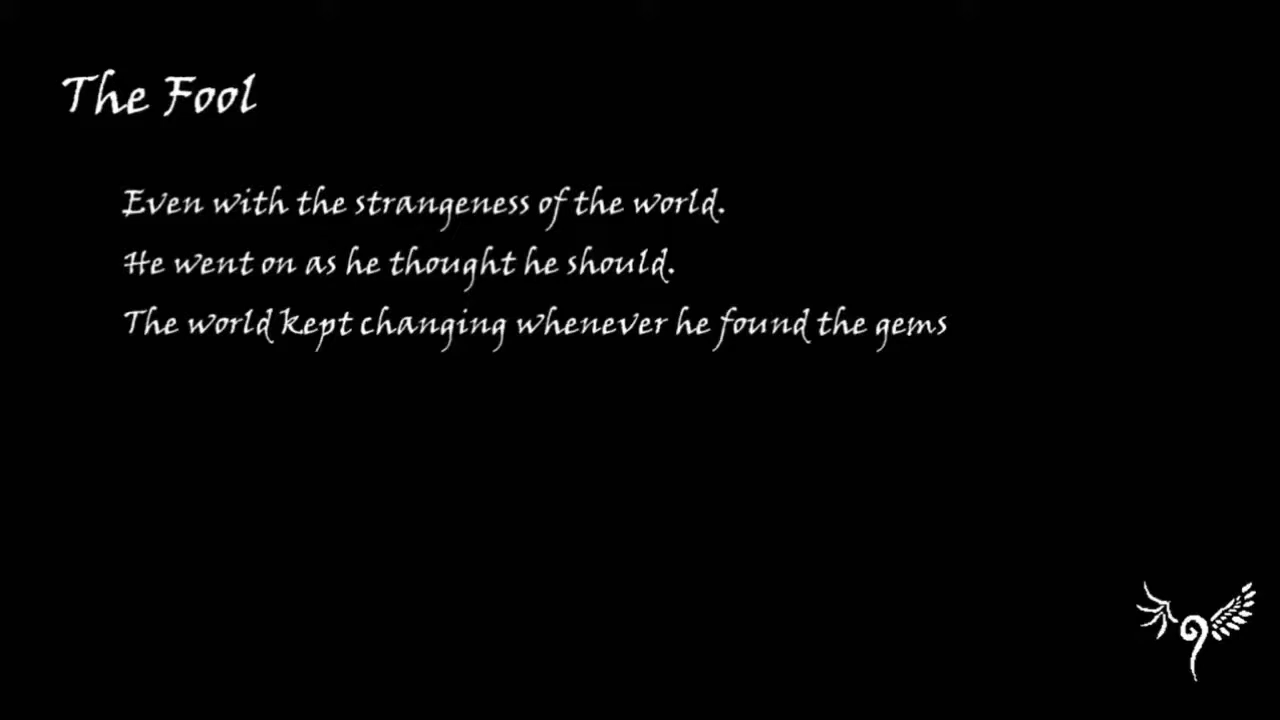 The Fool
Even with the strangeness of the world.
He went on as he thought he should.
The world kept changing whenever he found the gems